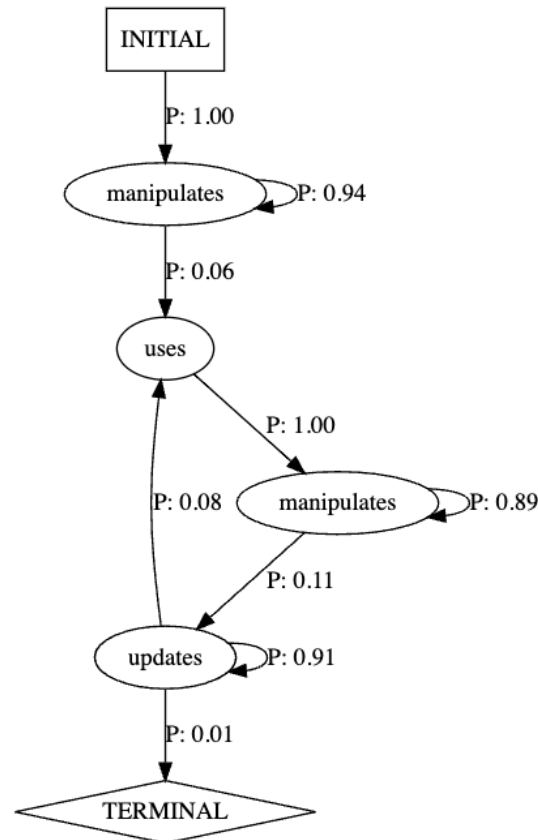 INITIAL
P: 1.00
manipulates
P: 0.94
P: 0.06
uses
P: 1.00
manipulates
P: 0.89
P: 0.08
P: 0.11
updates
P: 0.91
P: 0.01
TERMINAL